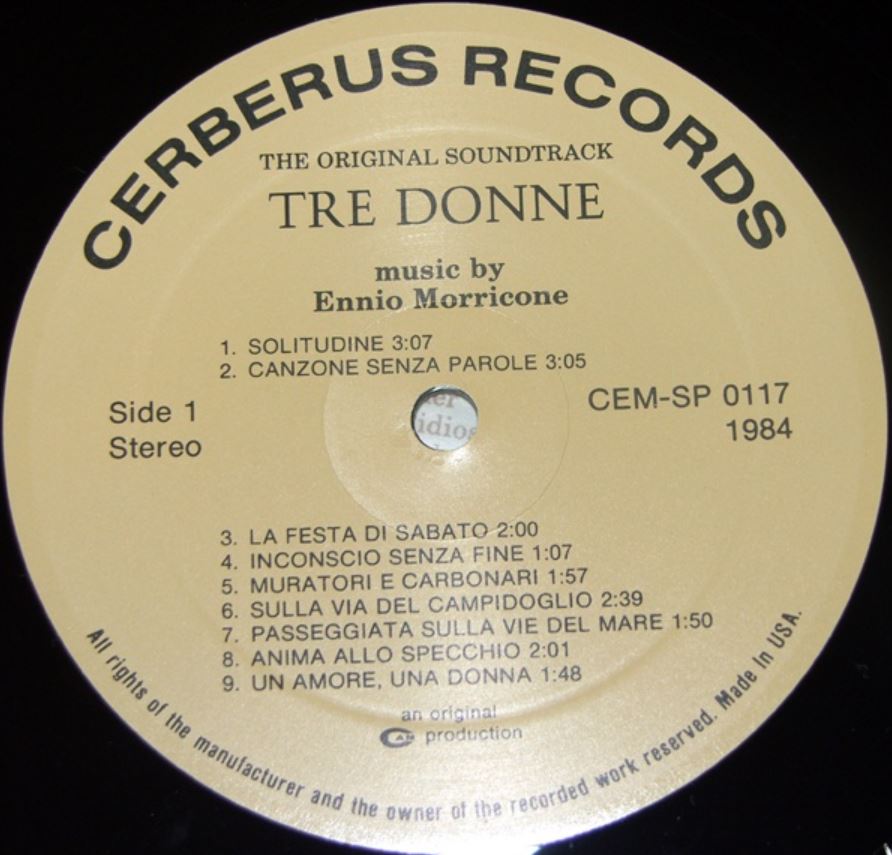 CERBERUS RECORDS
THE ORIGINAL SOUNDTRACK
TRE DONNE
music by
Ennio Morricone
1. SOLITUDINE 3:07
2. CANZONE SENZA PAROLE 3:05
Side 1
Stereo
CEM-SP 0117
1984
idios
3. LA FESTA DI SABATO 2:00
4. INCONSCIO SENZA FINE 1:07
5. MURATORI E CARBONARI 1:57
6. SULLA VIA DEL CAMPIDOGLIO 2:39
7. PASSEGGIATA SULLA VIE DEL MARE 1:50
8. ANIMA ALLO SPECCHIO 2:01
9. UN AMORE, UNA DONNA 1:48
an original
CAM production
All rights of the manufacturer and the owner of the recorded work reserved. Made In USA.